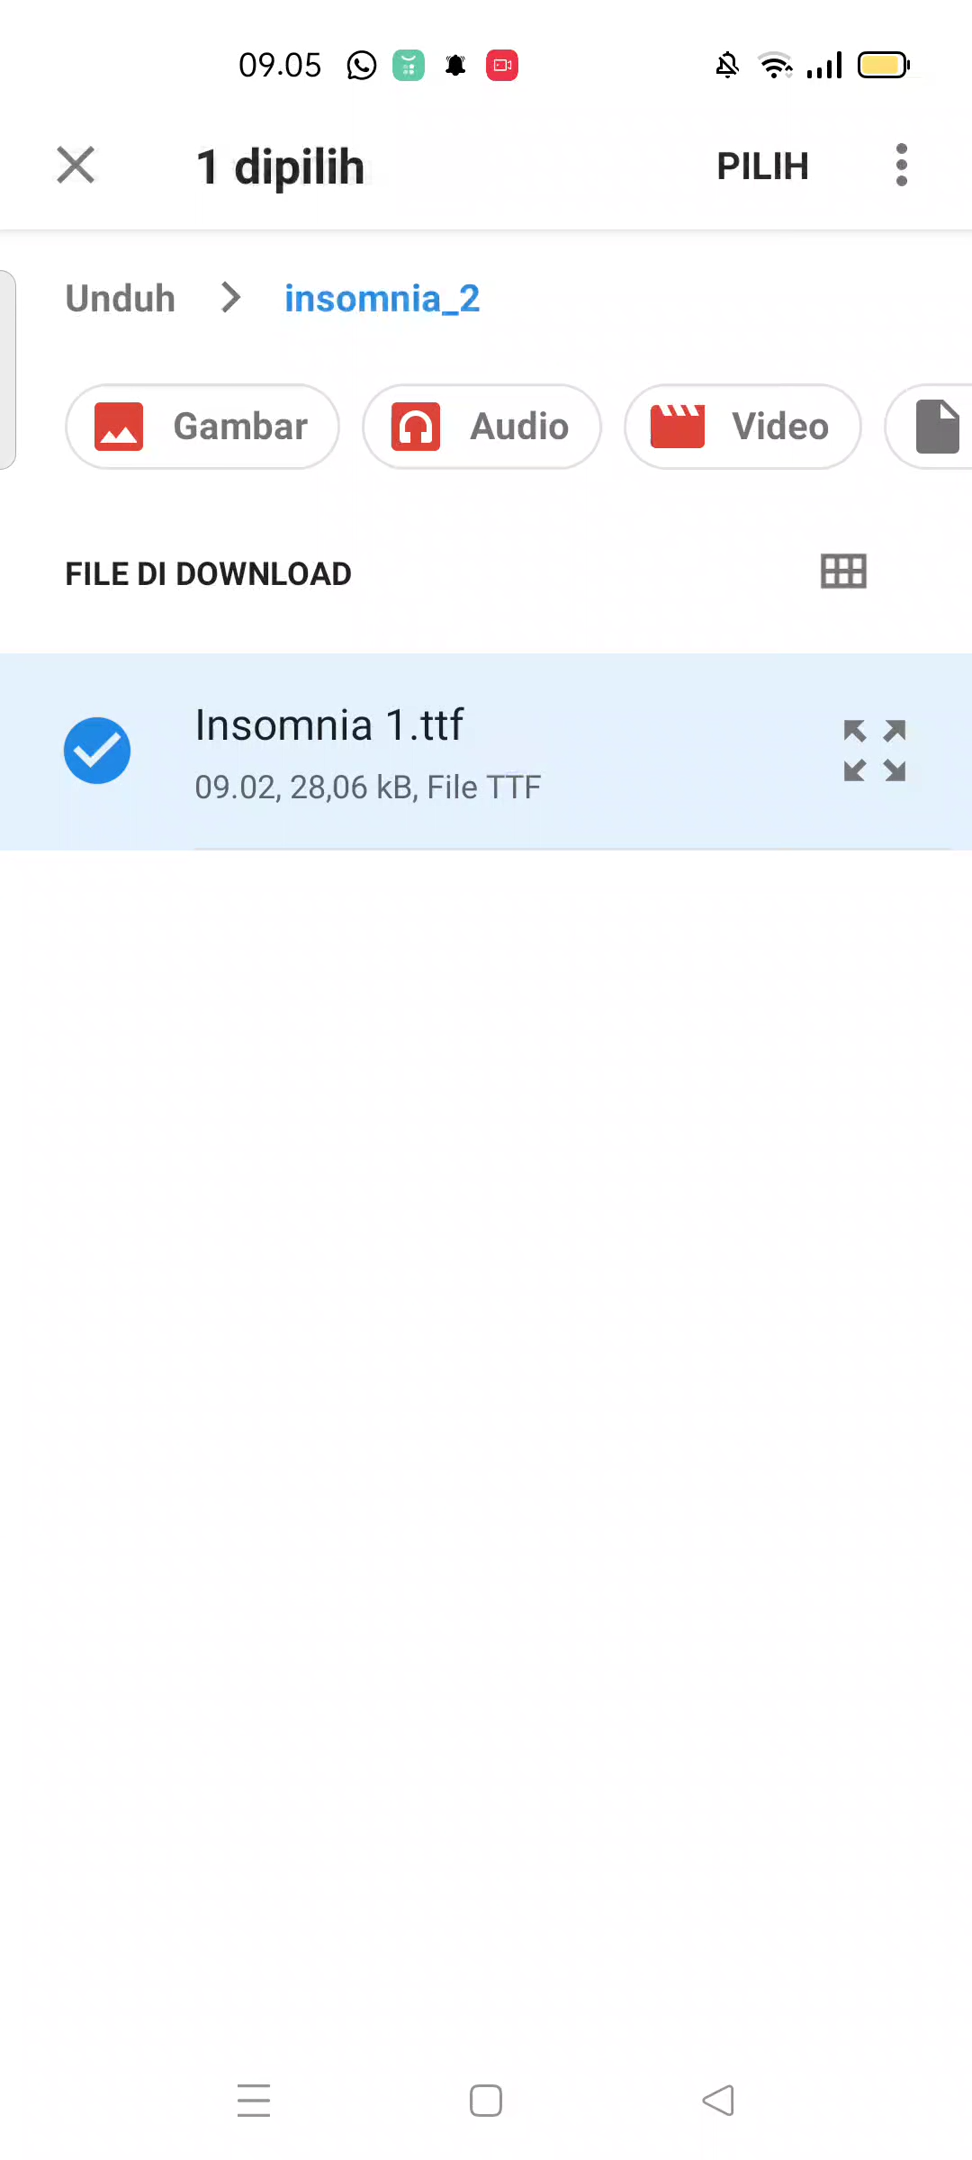 09.05
1 dipilih
PILIH
Unduh > insomnia_2
Gambar
Audio
Video
FILE DI DOWNLOAD
Insomnia 1.ttf
09.02, 28,06 kB, File TTF